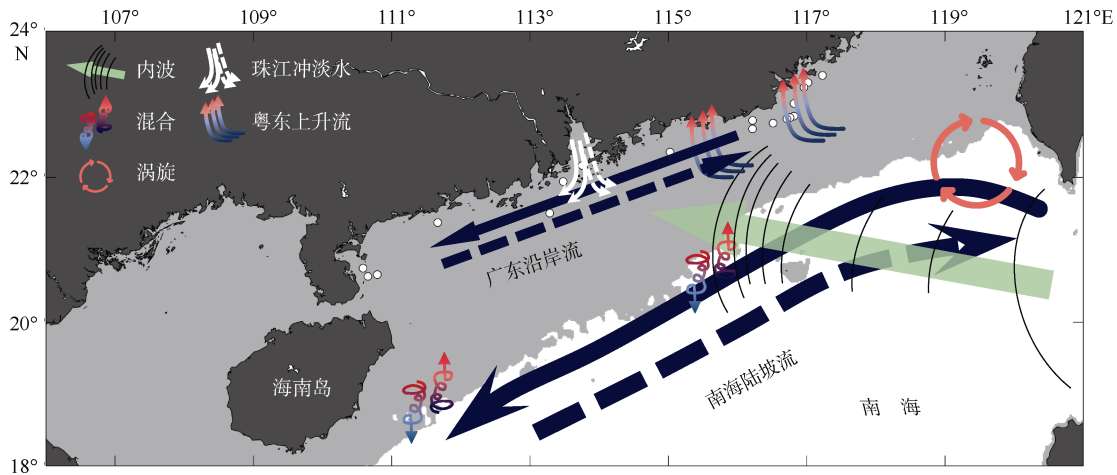 107° 109° 111° 113° 115° 117° 119° 121°E
24°
N
内波 珠江冲淡水
混合 粤东上升流
涡旋
22°
广东沿岸流
20°
南海陆坡流
海南岛
南 海
18°